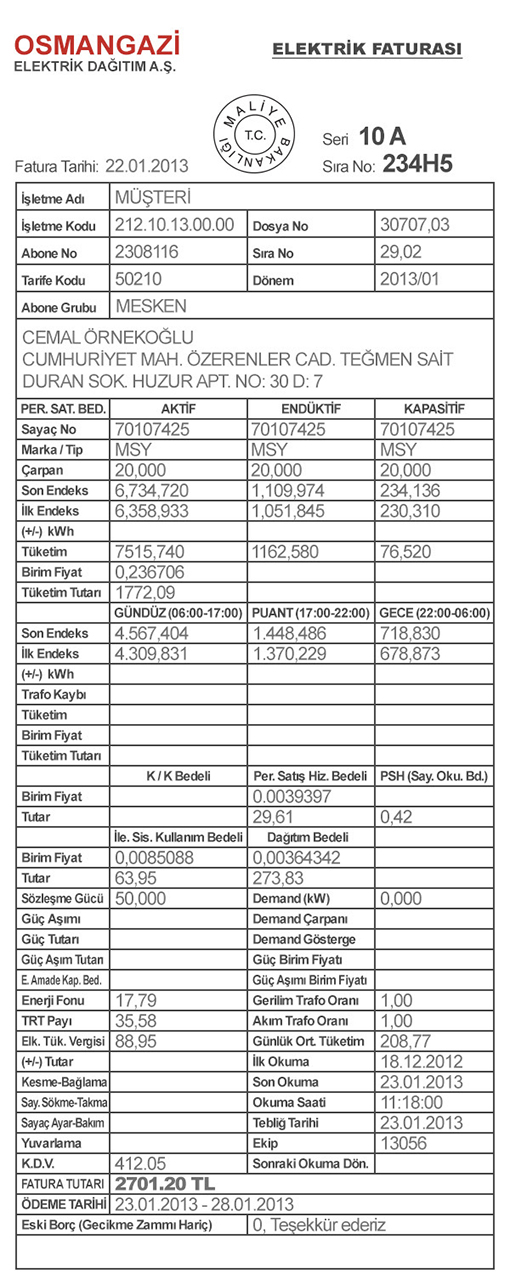 OSMANGAZİ
ELEKTRİK DAĞITIM A.Ş.
ELEKTRİK FATURASI
MALİYE BAKANLIĞI
T.C.
Seri 10 A
Fatura Tarihi: 22.01.2013
Sıra No: 234H5
İşletme Adı MÜŞTERİ
İşletme Kodu 212.10.13.00.00 Dosya No 30707,03
Abone No 2308116 Sıra No 29,02
Tarife Kodu 50210 Dönem 2013/01
Abone Grubu MESKEN
CEMAL ÖRNEKOĞLU
CUMHURİYET MAH. ÖZERENLER CAD. TEĞMEN SAİT
DURAN SOK. HUZUR APT. NO: 30 D: 7
PER. SAT. BED. AKTİF ENDÜKTİF KAPASİTİF
Sayaç No 70107425 70107425 70107425
Marka / Tip MSY MSY MSY
Çarpan 20,000 20,000 20,000
Son Endeks 6,734,720 1,109,974 234,136
İlk Endeks 6,358,933 1,051,845 230,310
(+/-) kWh
Tüketim 7515,740 1162,580 76,520
Birim Fiyat 0,236706
Tüketim Tutarı 1772,09
GÜNDÜZ (06:00-17:00) PUANT (17:00-22:00) GECE (22:00-06:00)
Son Endeks 4.567,404 1.448,486 718,830
İlk Endeks 4.309,831 1.370,229 678,873
(+/-) kWh
Trafo Kaybı
Tüketim
Birim Fiyat
Tüketim Tutarı
K / K Bedeli Per. Satış Hiz. Bedeli PSH (Say. Oku. Bd.)
Birim Fiyat 0.0039397
Tutar 29,61 0,42
İle. Sis. Kullanım Bedeli Dağıtım Bedeli
Birim Fiyat 0,0085088 0,00364342
Tutar 63,95 273,83
Sözleşme Gücü 50,000 Demand (kW) 0,000
Güç Aşımı Demand Çarpanı
Güç Tutarı Demand Gösterge
Güç Aşım Tutarı Güç Birim Fiyatı
E. Amade Kap. Bed. Güç Aşımı Birim Fiyatı
Enerji Fonu 17,79 Gerilim Trafo Oranı 1,00
TRT Payı 35,58 Akım Trafo Oranı 1,00
Elk. Tük. Vergisi 88,95 Günlük Ort. Tüketim 208,77
(+/-) Tutar İlk Okuma 18.12.2012
Kesme-Bağlama Son Okuma 23.01.2013
Say. Sökme-Takma Okuma Saati 11:18:00
Sayaç Ayar-Bakım Tebliğ Tarihi 23.01.2013
Yuvarlama Ekip 13056
K.D.V. 412.05 Sonraki Okuma Dön.
FATURA TUTARI 2701.20 TL
ÖDEME TARİHİ 23.01.2013 - 28.01.2013
Eski Borç (Gecikme Zammı Hariç) 0, Teşekkür ederiz